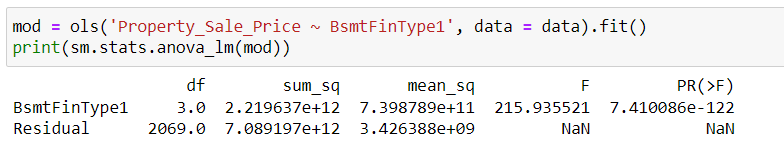 mod = ols('Property_Sale_Price ~ BsmtFinType1', data = data).fit()
print(sm.stats.anova_lm(mod))
df sum_sq mean_sq F PR(>F)
BsmtFinType1 3.0 2.219637e+12 7.398789e+11 215.935521 7.410086e-122
Residual 2069.0 7.089197e+12 3.426388e+09 NaN NaN